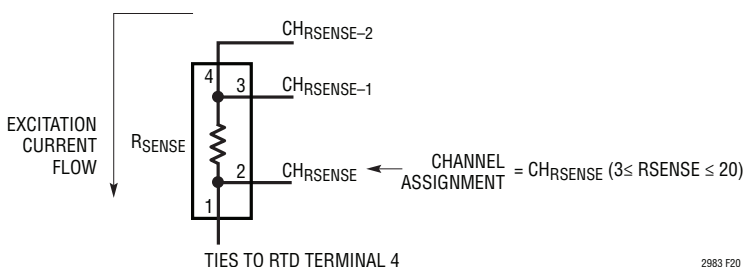 CHRSENSE–2
4
3
CHRSENSE–1
EXCITATION
CURRENT
FLOW
RSENSE
2
CHRSENSE
CHANNEL
ASSIGNMENT
= CHRSENSE (3≤ RSENSE ≤ 20)
1
TIES TO RTD TERMINAL 4
2983 F20